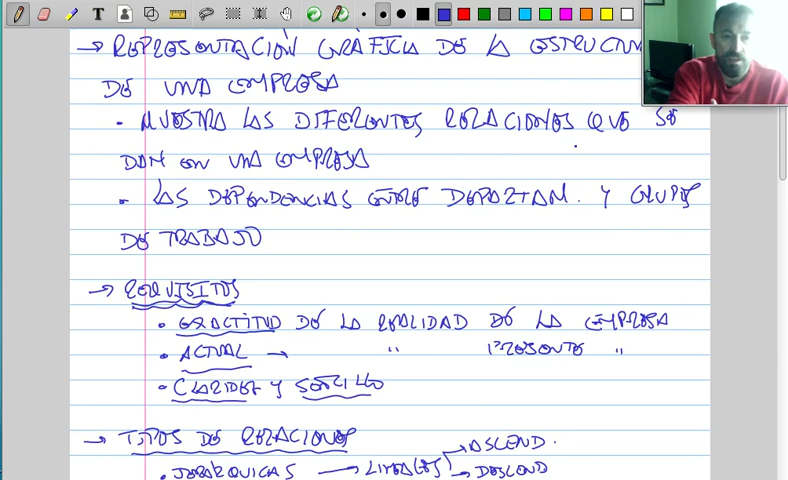 → REPRESENTACIÓN GRÁFICA DE LA ESTRUCTURA
DE UNA EMPRESA
· MUESTRA LAS DIFERENTES RELACIONES QUE SE
DAN EN UNA EMPRESA
· LAS DEPENDENCIAS ENTRE DEPARTAM. Y GRUPOS
DE TRABAJO
→ REQUISITOS
· EXACTITUD DE LA REALIDAD DE LA EMPRESA
· ACTUAL → " PRESENTE "
· CLARIDEZ Y SENCILLO
→ TIPOS DE RELACIONES
· JERÁRQUICAS → LINEALES → ASCEND.
→ DESCEND